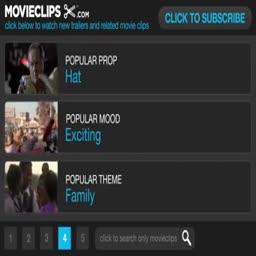 MOVIECLIPS .COM
click below to watch new trailers and related movie clips
CLICK TO SUBSCRIBE
POPULAR PROP
Hat
POPULAR MOOD
Exciting
POPULAR THEME
Family
1 2 3 4 5
click to search only movieclips